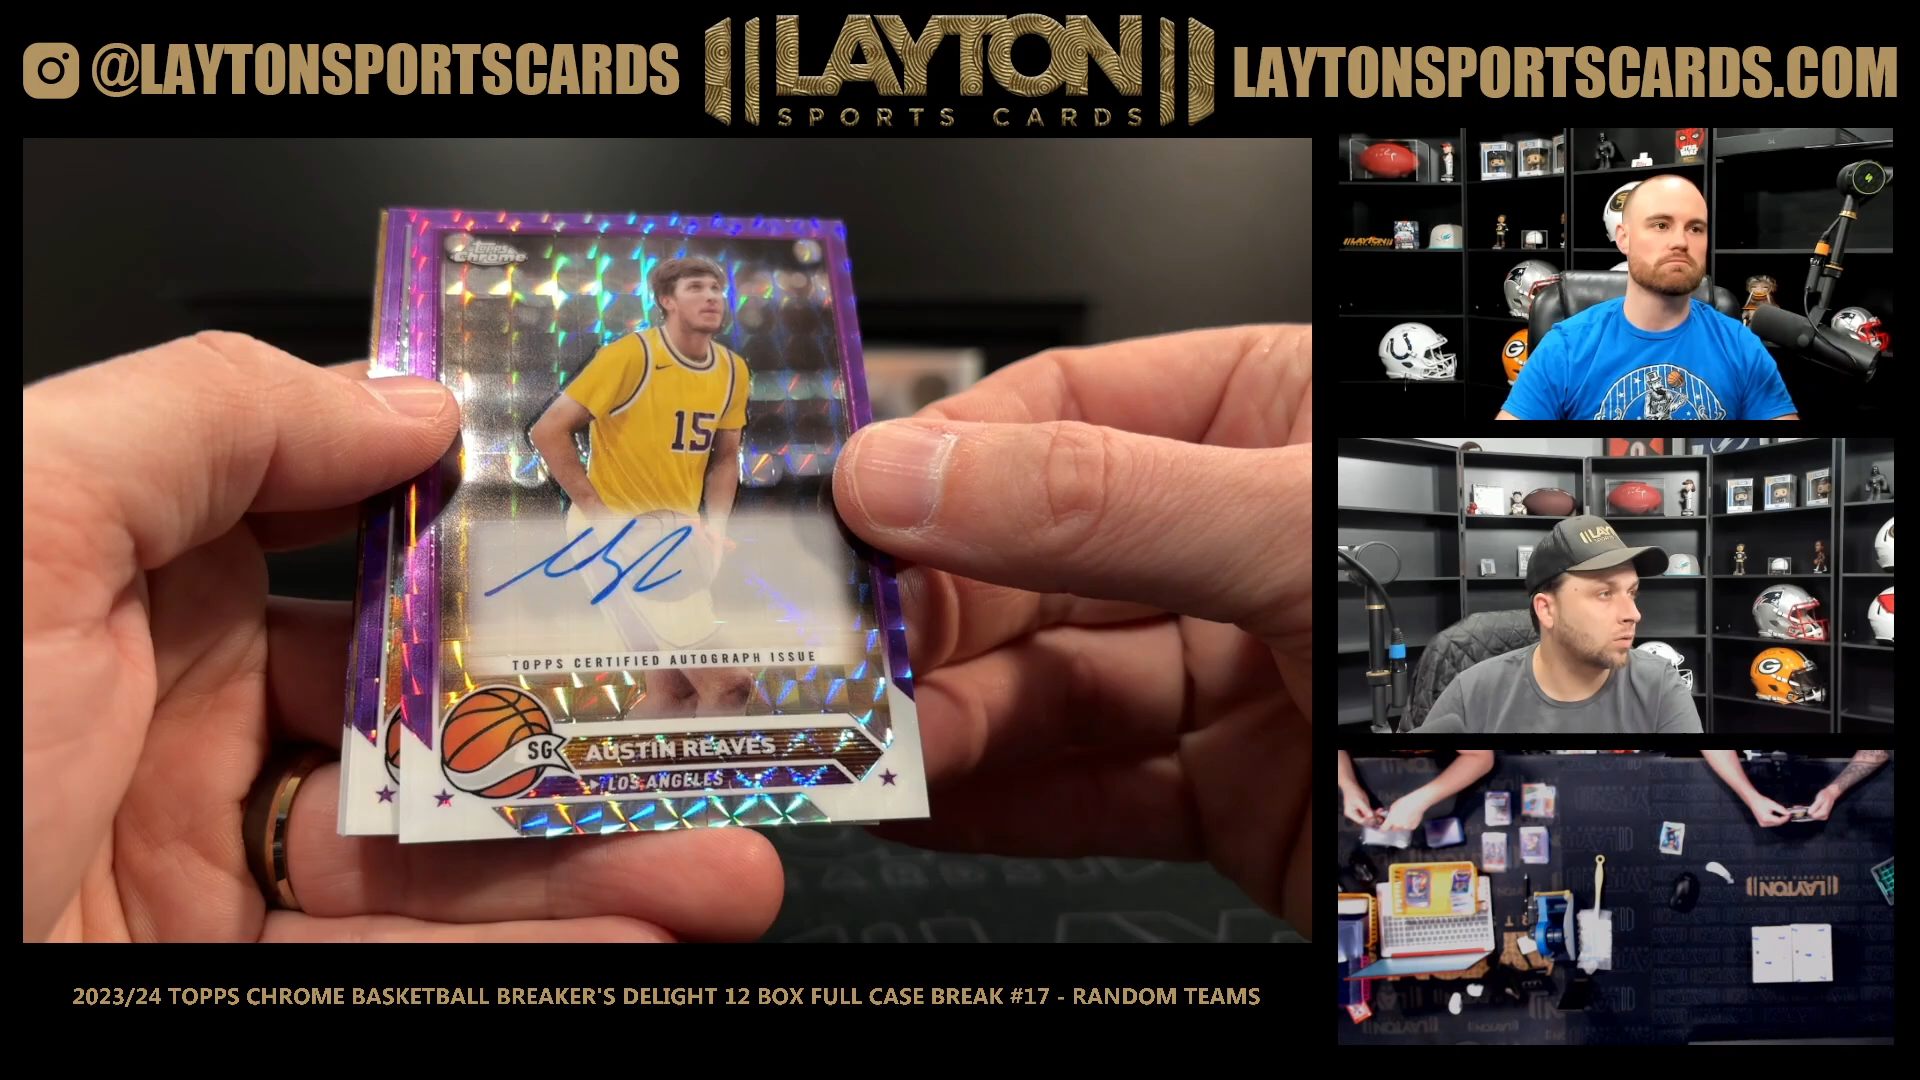 @LAYTONSPORTSCARDS
LAYTON
SPORTS CARDS
LAYTONSPORTSCARDS.COM
Topps
Chrome
15
TOPPS CERTIFIED AUTOGRAPH ISSUE
SG
AUSTIN REAVES
LOS ANGELES
2023/24 TOPPS CHROME BASKETBALL BREAKER'S DELIGHT 12 BOX FULL CASE BREAK #17 - RANDOM TEAMS
LAYTON